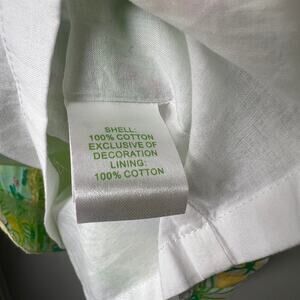 SHELL:
100% COTTON
EXCLUSIVE OF
DECORATION
LINING:
100% COTTON